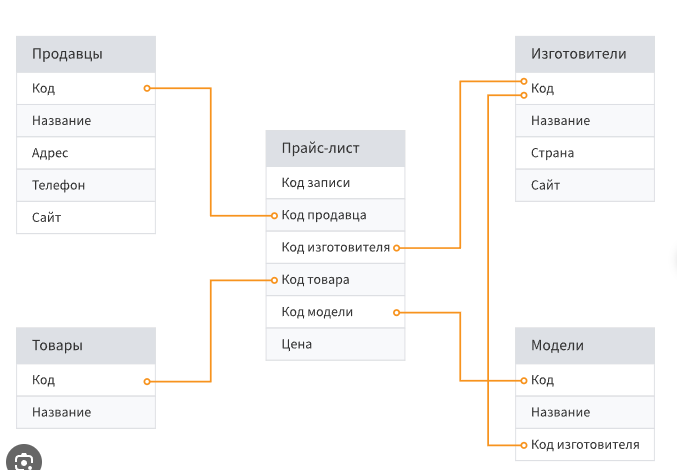 Продавцы
Код
Название
Адрес
Телефон
Сайт
Товары
Код
Название
Прайс-лист
Код записи
Код продавца
Код изготовителя
Код товара
Код модели
Цена
Изготовители
Код
Название
Страна
Сайт
Модели
Код
Название
Код изготовителя